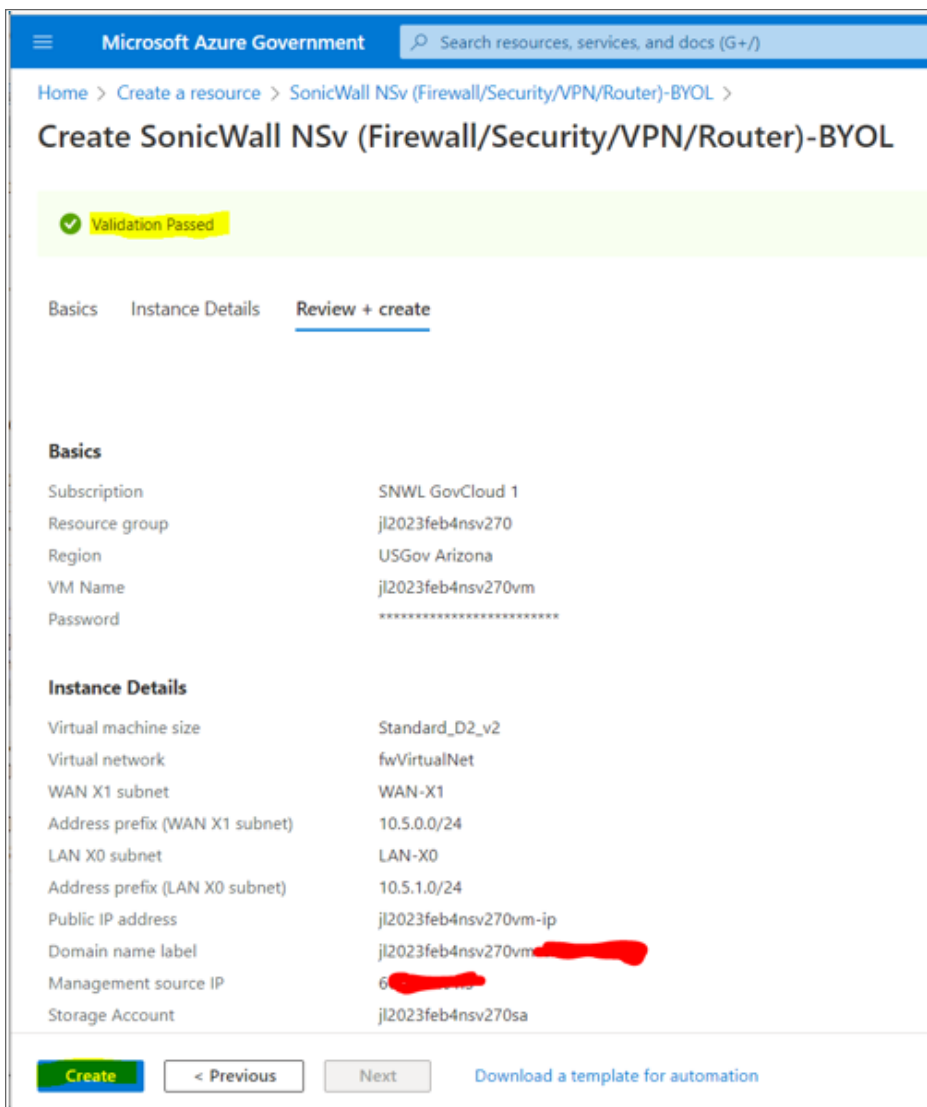 Microsoft Azure Government
Search resources, services, and docs (G+/)
Home > Create a resource > SonicWall NSv (Firewall/Security/VPN/Router)-BYOL >
Create SonicWall NSv (Firewall/Security/VPN/Router)-BYOL
Validation Passed
Basics Instance Details Review + create
Basics
Subscription SNWL GovCloud 1
Resource group jl2023feb4nsv270
Region USGov Arizona
VM Name jl2023feb4nsv270vm
Password *************************
Instance Details
Virtual machine size Standard_D2_v2
Virtual network fwVirtualNet
WAN X1 subnet WAN-X1
Address prefix (WAN X1 subnet) 10.5.0.0/24
LAN X0 subnet LAN-X0
Address prefix (LAN X0 subnet) 10.5.1.0/24
Public IP address jl2023feb4nsv270vm-ip
Domain name label jl2023feb4nsv270vm
Management source IP
Storage Account jl2023feb4nsv270sa
Create < Previous Next Download a template for automation